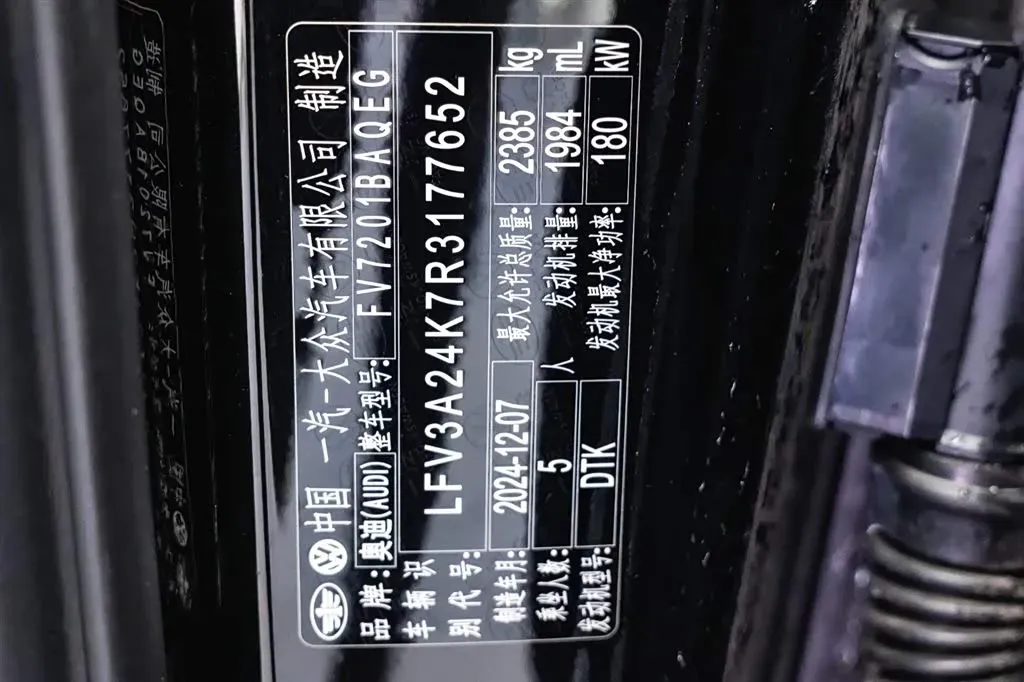 中国 一汽-大众汽车有限公司 制造
品牌: 奥迪(AUDI) 整车型号: FV7201BAQEG
车辆识别代号: LFV3A24K7R3177652
制造年月: 2024-12-07 最大允许总质量: 2385 kg
乘坐人数: 5 人 发动机排量: 1984 mL
发动机型号: DTK 发动机最大净功率: 180 kW